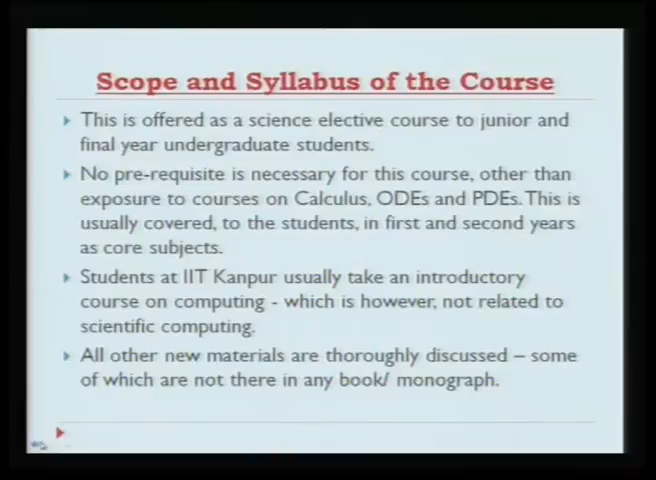 Scope and Syllabus of the Course
This is offered as a science elective course to junior and
final year undergraduate students.
No pre-requisite is necessary for this course, other than
exposure to courses on Calculus, ODEs and PDEs. This is
usually covered, to the students, in first and second years
as core subjects.
Students at IIT Kanpur usually take an introductory
course on computing - which is however, not related to
scientific computing.
All other new materials are thoroughly discussed – some
of which are not there in any book/ monograph.